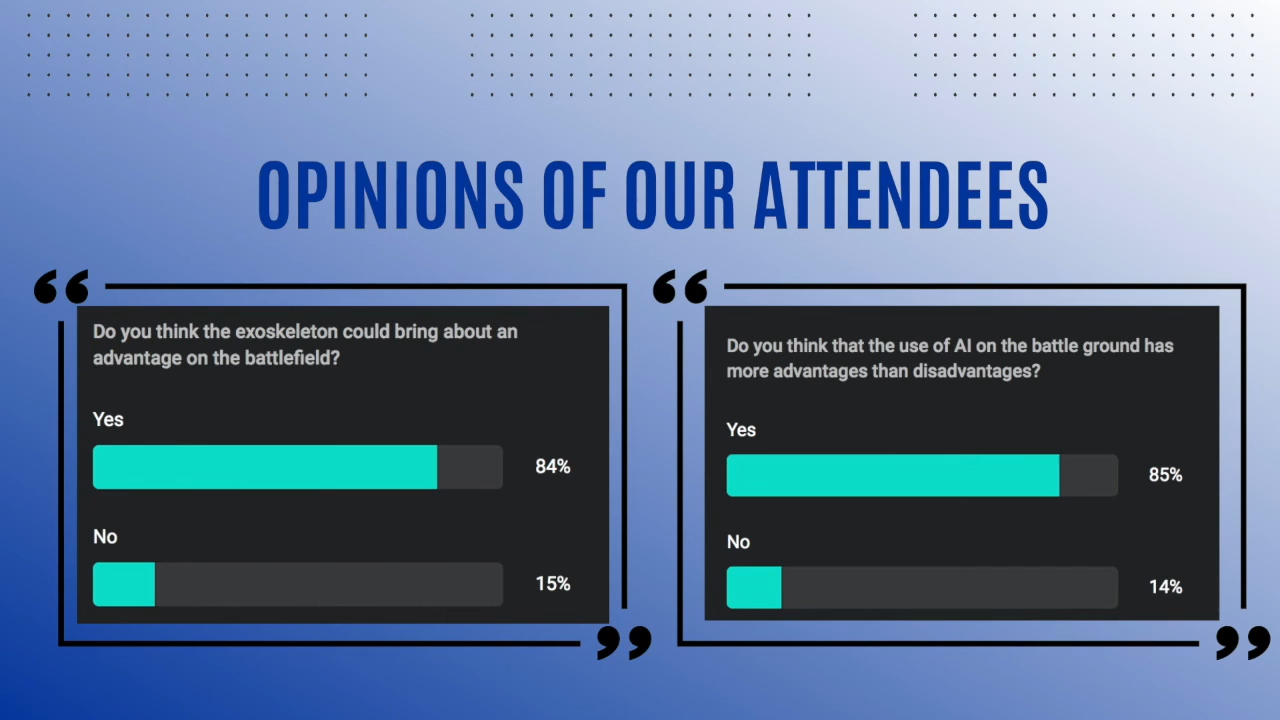 OPINIONS OF OUR ATTENDEES
Do you think the exoskeleton could bring about an
advantage on the battlefield?
Yes
84%
No
15%
Do you think that the use of AI on the battle ground has
more advantages than disadvantages?
Yes
85%
No
14%